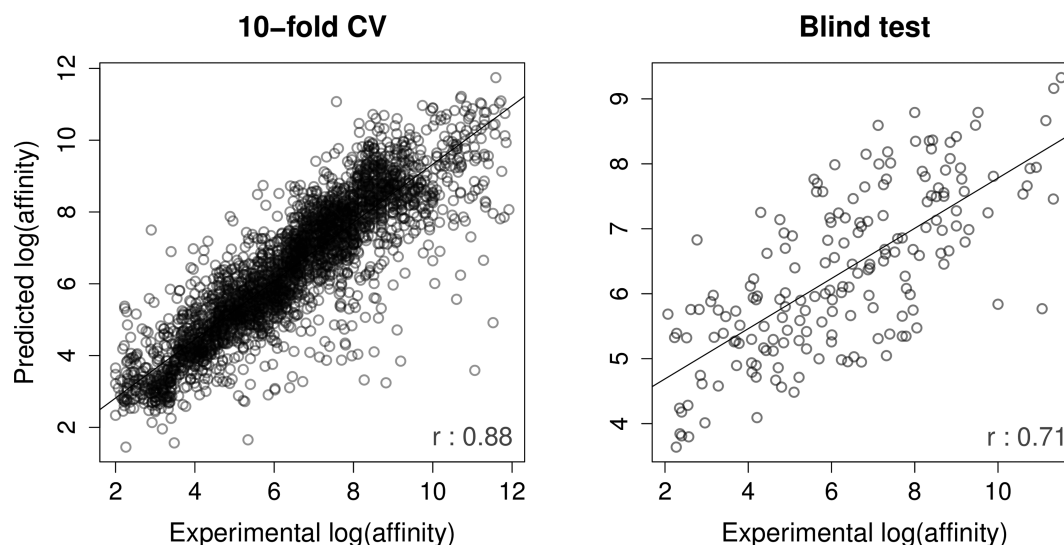 10−fold CV
Predicted log(affinity)
12
10
8
6
4
2
r : 0.88
2 4 6 8 10 12
Experimental log(affinity)
Blind test
9
8
7
6
5
4
r : 0.71
2 4 6 8 10
Experimental log(affinity)